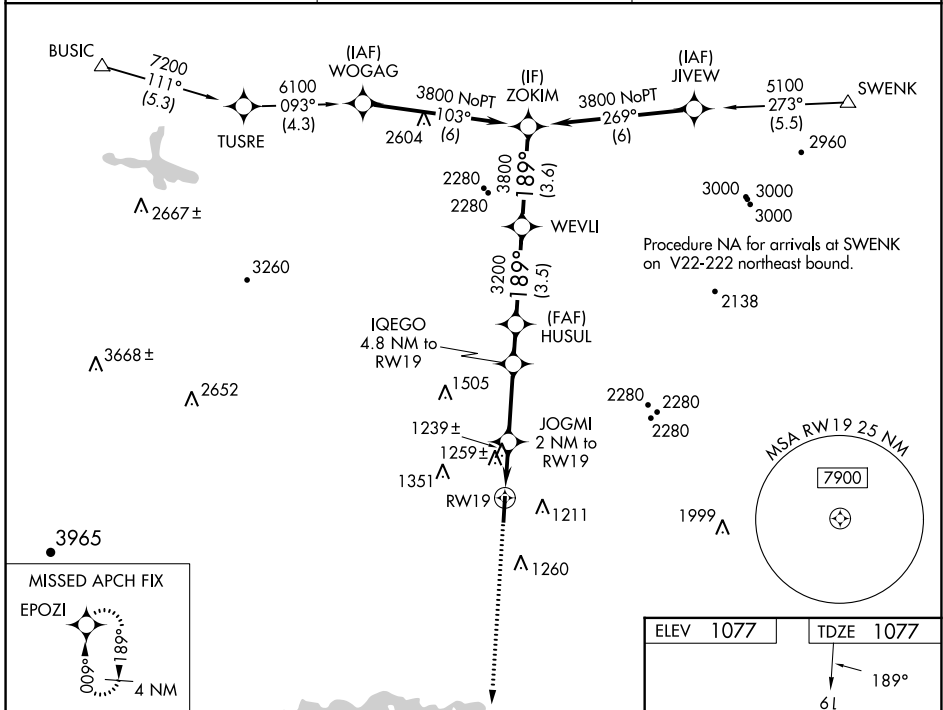 BUSIC
7200
111°
(5.3)
TUSRE
6100
093°
(4.3)
(IAF)
WOGAG
3800 NoPT
103°
(6)
2604
(IF)
ZOKIM
(IAF)
JIVEW
3800 NoPT
269°
(6)
5100
273°
(5.5)
SWENK
2960
2280
2280
3800
189°
(3.6)
3000
3000
3000
2667 ±
WEVLI
Procedure NA for arrivals at SWENK
on V22-222 northeast bound.
3260
3200
189°
(3.5)
2138
IQEGO
4.8 NM to
RW19
(FAF)
HUSUL
3668 ±
2652
1505
2280
2280
2280
1239 ±
1259 ±
JOGMI
2 NM to
RW19
1351
RW19
1211
1999
MSA RW19 25 NM
7900
3965
1260
MISSED APCH FIX
EPOZI
009°
189°
4 NM
ELEV 1077
TDZE 1077
189°
19